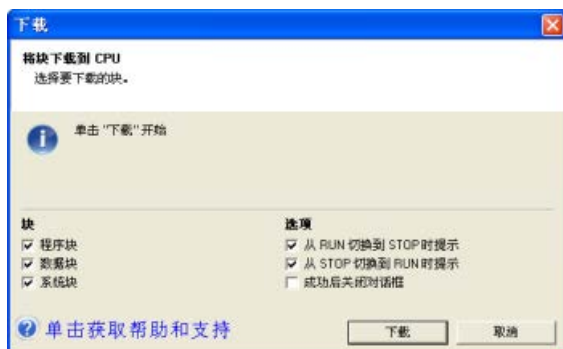 下载
将块下载到 CPU
选择要下载的块。
单击 "下载" 开始
块
选项
程序块
从 RUN 切换到 STOP 时提示
数据块
从 STOP 切换到 RUN 时提示
系统块
成功后关闭对话框
单击获取帮助和支持
下载
取消